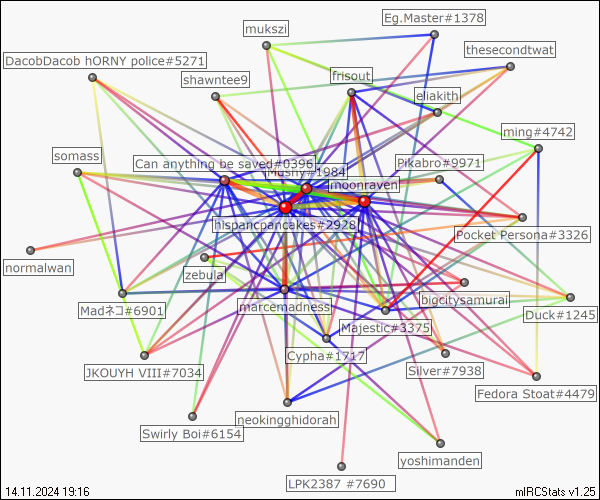 Eg.Master#1378
mukszi
thesecondtwat
DacobDacob hORNY police#5271
shawntee9
frisout
eliakith
ming#4742
somass
Can anything be saved#0396
Mushy#1984
Pikabro#9971
moonraven
hispancpancakes#2928
Pocket Persona#3326
normalwan
zebula
bigcitysamurai
Madネコ#6901
marcemadness
Duck#1245
Majestic#3375
Cypha#1717
JKOUYH VIII#7034
Silver#7938
Fedora Stoat#4479
neokingghidorah
Swirly Boi#6154
yoshimanden
LPK2387 #7690
14.11.2024 19:16
mIRCStats v1.25